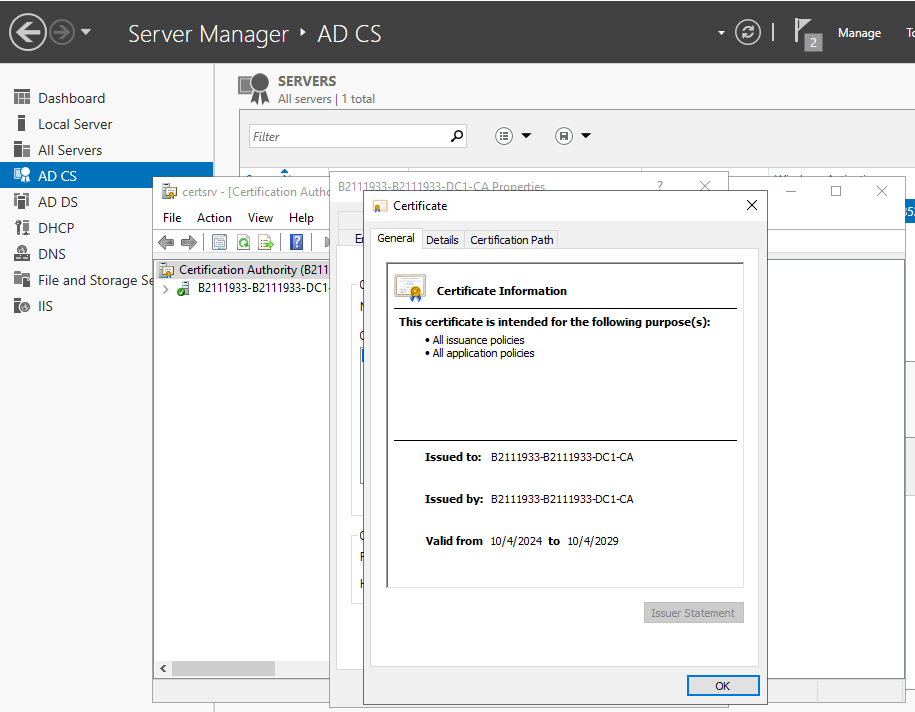 Server Manager ‣ AD CS
2
Manage
Dashboard
Local Server
All Servers
AD CS
AD DS
DHCP
DNS
File and Storage Se
IIS
SERVERS
All servers | 1 total
Filter
certsrv - [Certification Autho
File Action View Help
Certification Authority (B2111
B2111933-B2111933-DC1-
B2111933-B2111933-DC1-CA Properties
?
Certificate
General Details Certification Path
Certificate Information
This certificate is intended for the following purpose(s):
• All issuance policies
• All application policies
Issued to: B2111933-B2111933-DC1-CA
Issued by: B2111933-B2111933-DC1-CA
Valid from 10/4/2024 to 10/4/2029
Issuer Statement
OK